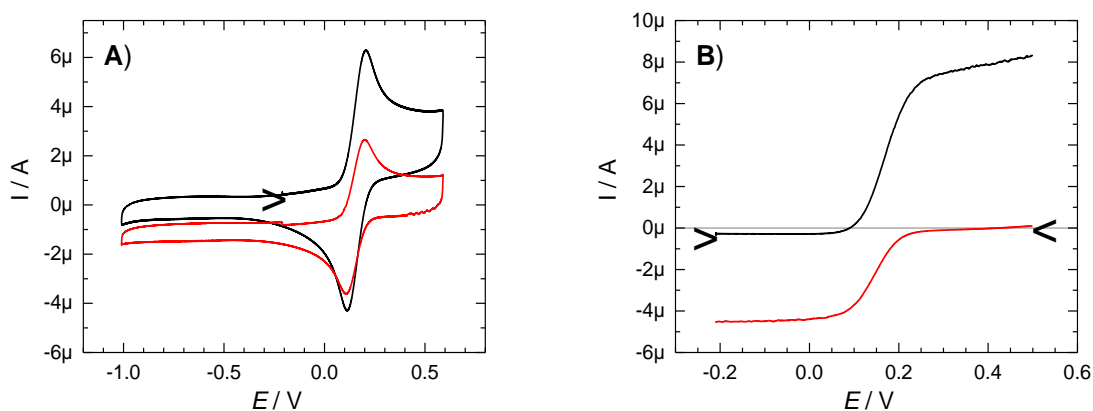 A)
6µ
4µ
2µ
0µ
-2µ
-4µ
-6µ
I / A
-1.0
-0.5
0.0
0.5
E / V
>
B)
10µ
8µ
6µ
4µ
2µ
0µ
-2µ
-4µ
-6µ
I / A
-0.2
0.0
0.2
0.4
0.6
E / V
>
<